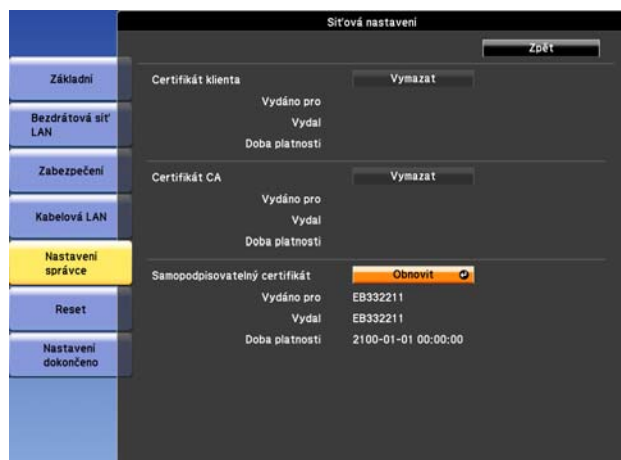 Síťová nastavení
Zpět
Základní
Bezdrátová síť
LAN
Zabezpečení
Kabelová LAN
Nastavení
správce
Reset
Nastavení
dokončeno
Certifikát klienta Vymazat
Vydáno pro
Vydal
Doba platnosti
Certifikát CA Vymazat
Vydáno pro
Vydal
Doba platnosti
Samopodpisovatelný certifikát Obnovit
Vydáno pro EB332211
Vydal EB332211
Doba platnosti 2100-01-01 00:00:00